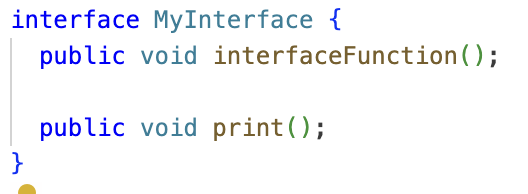 interface MyInterface {
  public void interfaceFunction();

  public void print();
}